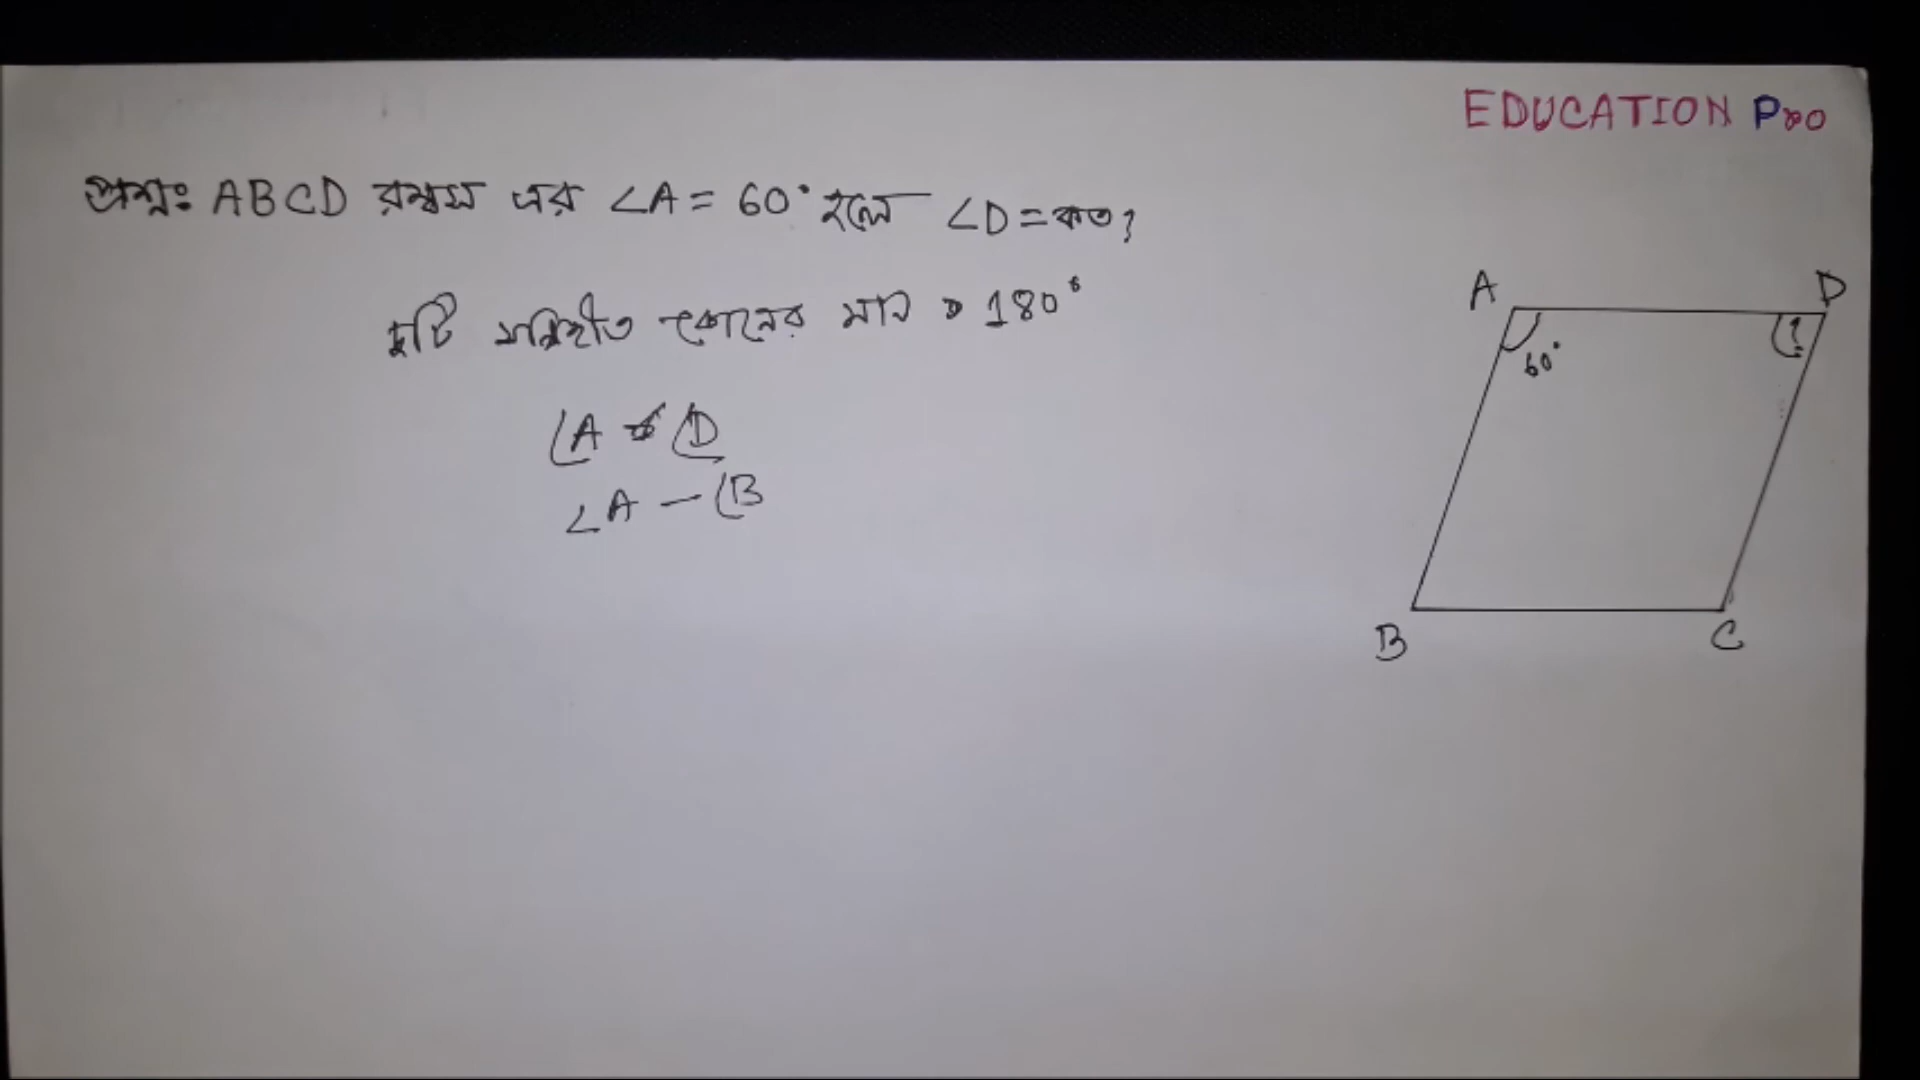 EDUCATION Pro
প্রশ্নঃ ABCD রম্বস এর ∠A = 60° হলে ∠D = কত?
দুটি সন্নিহীত কোনের মান 180°
∠A ∠D
∠A — ∠B
A
D
60°
?
B
C